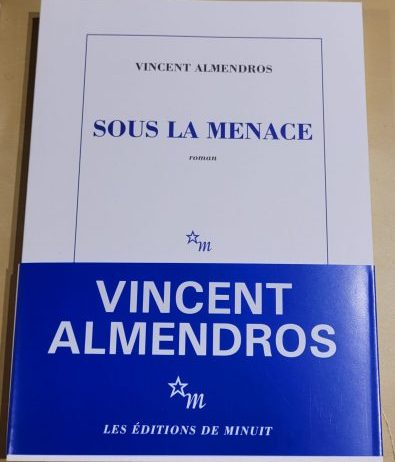 VINCENT ALMENDROS
SOUS LA MENACE
roman
m
VINCENT
ALMENDROS
m
LES ÉDITIONS DE MINUIT